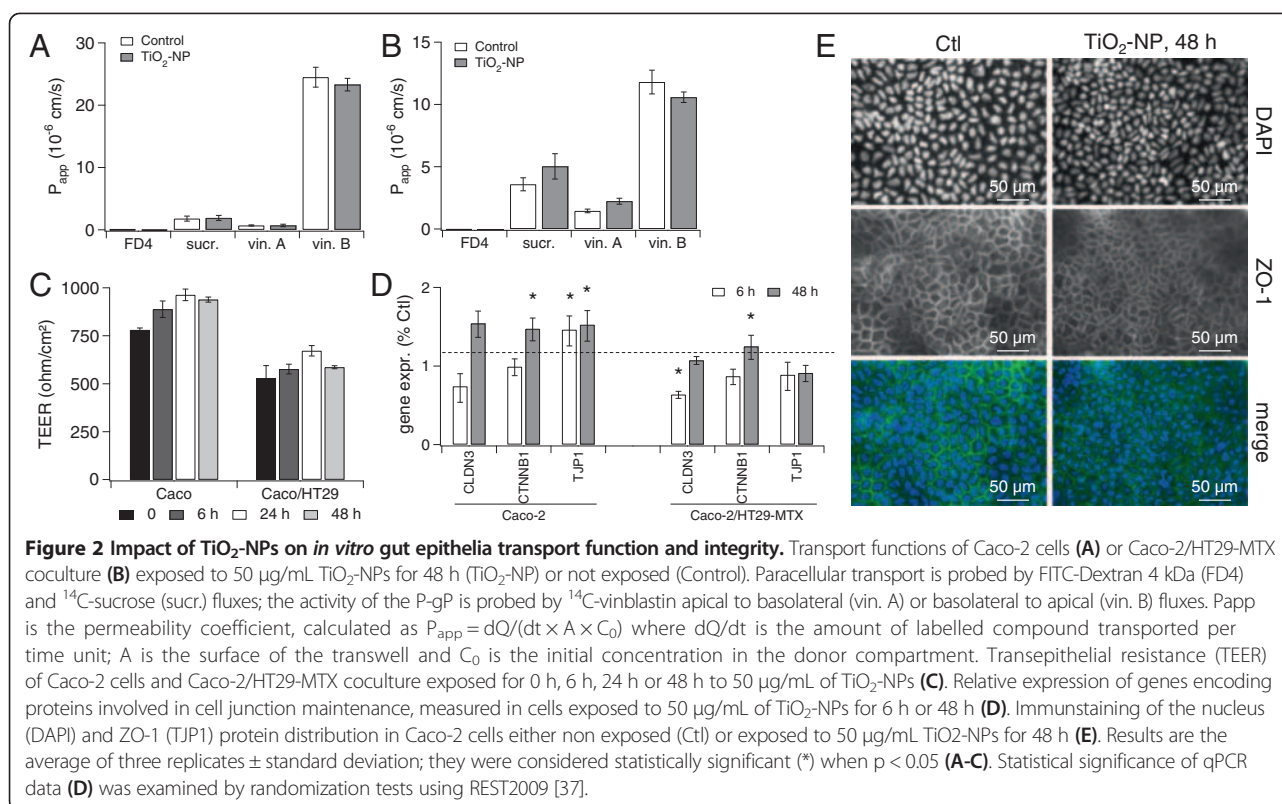 A
30
20
10
0
P_app (10^-6 cm/s)
Control
TiO₂-NP
FD4 sucr. vin. A vin. B
B
15
10
5
0
P_app (10^-6 cm/s)
Control
TiO₂-NP
FD4 sucr. vin. A vin. B
C
1000
750
500
250
0
TEER (ohm/cm²)
Caco Caco/HT29
0 6 h 24 h 48 h
D
2
1
0
gene expr. (% Ctl)
6 h 48 h
* * * * *
CLDN3 CTNNB1 TJP1 CLDN3 CTNNB1 TJP1
Caco-2 Caco-2/HT29-MTX
E
Ctl TiO₂-NP, 48 h
50 µm 50 µm DAPI
50 µm 50 µm ZO-1
50 µm 50 µm merge
Figure 2 Impact of TiO₂-NPs on in vitro gut epithelia transport function and integrity. Transport functions of Caco-2 cells (A) or Caco-2/HT29-MTX
coculture (B) exposed to 50 µg/mL TiO₂-NPs for 48 h (TiO₂-NP) or not exposed (Control). Paracellular transport is probed by FITC-Dextran 4 kDa (FD4)
and ¹⁴C-sucrose (sucr.) fluxes; the activity of the P-gP is probed by ¹⁴C-vinblastin apical to basolateral (vin. A) or basolateral to apical (vin. B) fluxes. Papp
is the permeability coefficient, calculated as P_app = dQ/(dt × A × C₀) where dQ/dt is the amount of labelled compound transported per
time unit; A is the surface of the transwell and C₀ is the initial concentration in the donor compartment. Transepithelial resistance (TEER)
of Caco-2 cells and Caco-2/HT29-MTX coculture exposed for 0 h, 6 h, 24 h or 48 h to 50 µg/mL of TiO₂-NPs (C). Relative expression of genes encoding
proteins involved in cell junction maintenance, measured in cells exposed to 50 µg/mL of TiO₂-NPs for 6 h or 48 h (D). Immunstaining of the nucleus
(DAPI) and ZO-1 (TJP1) protein distribution in Caco-2 cells either non exposed (Ctl) or exposed to 50 µg/mL TiO2-NPs for 48 h (E). Results are the
average of three replicates ± standard deviation; they were considered statistically significant (*) when p < 0.05 (A-C). Statistical significance of qPCR
data (D) was examined by randomization tests using REST2009 [37].